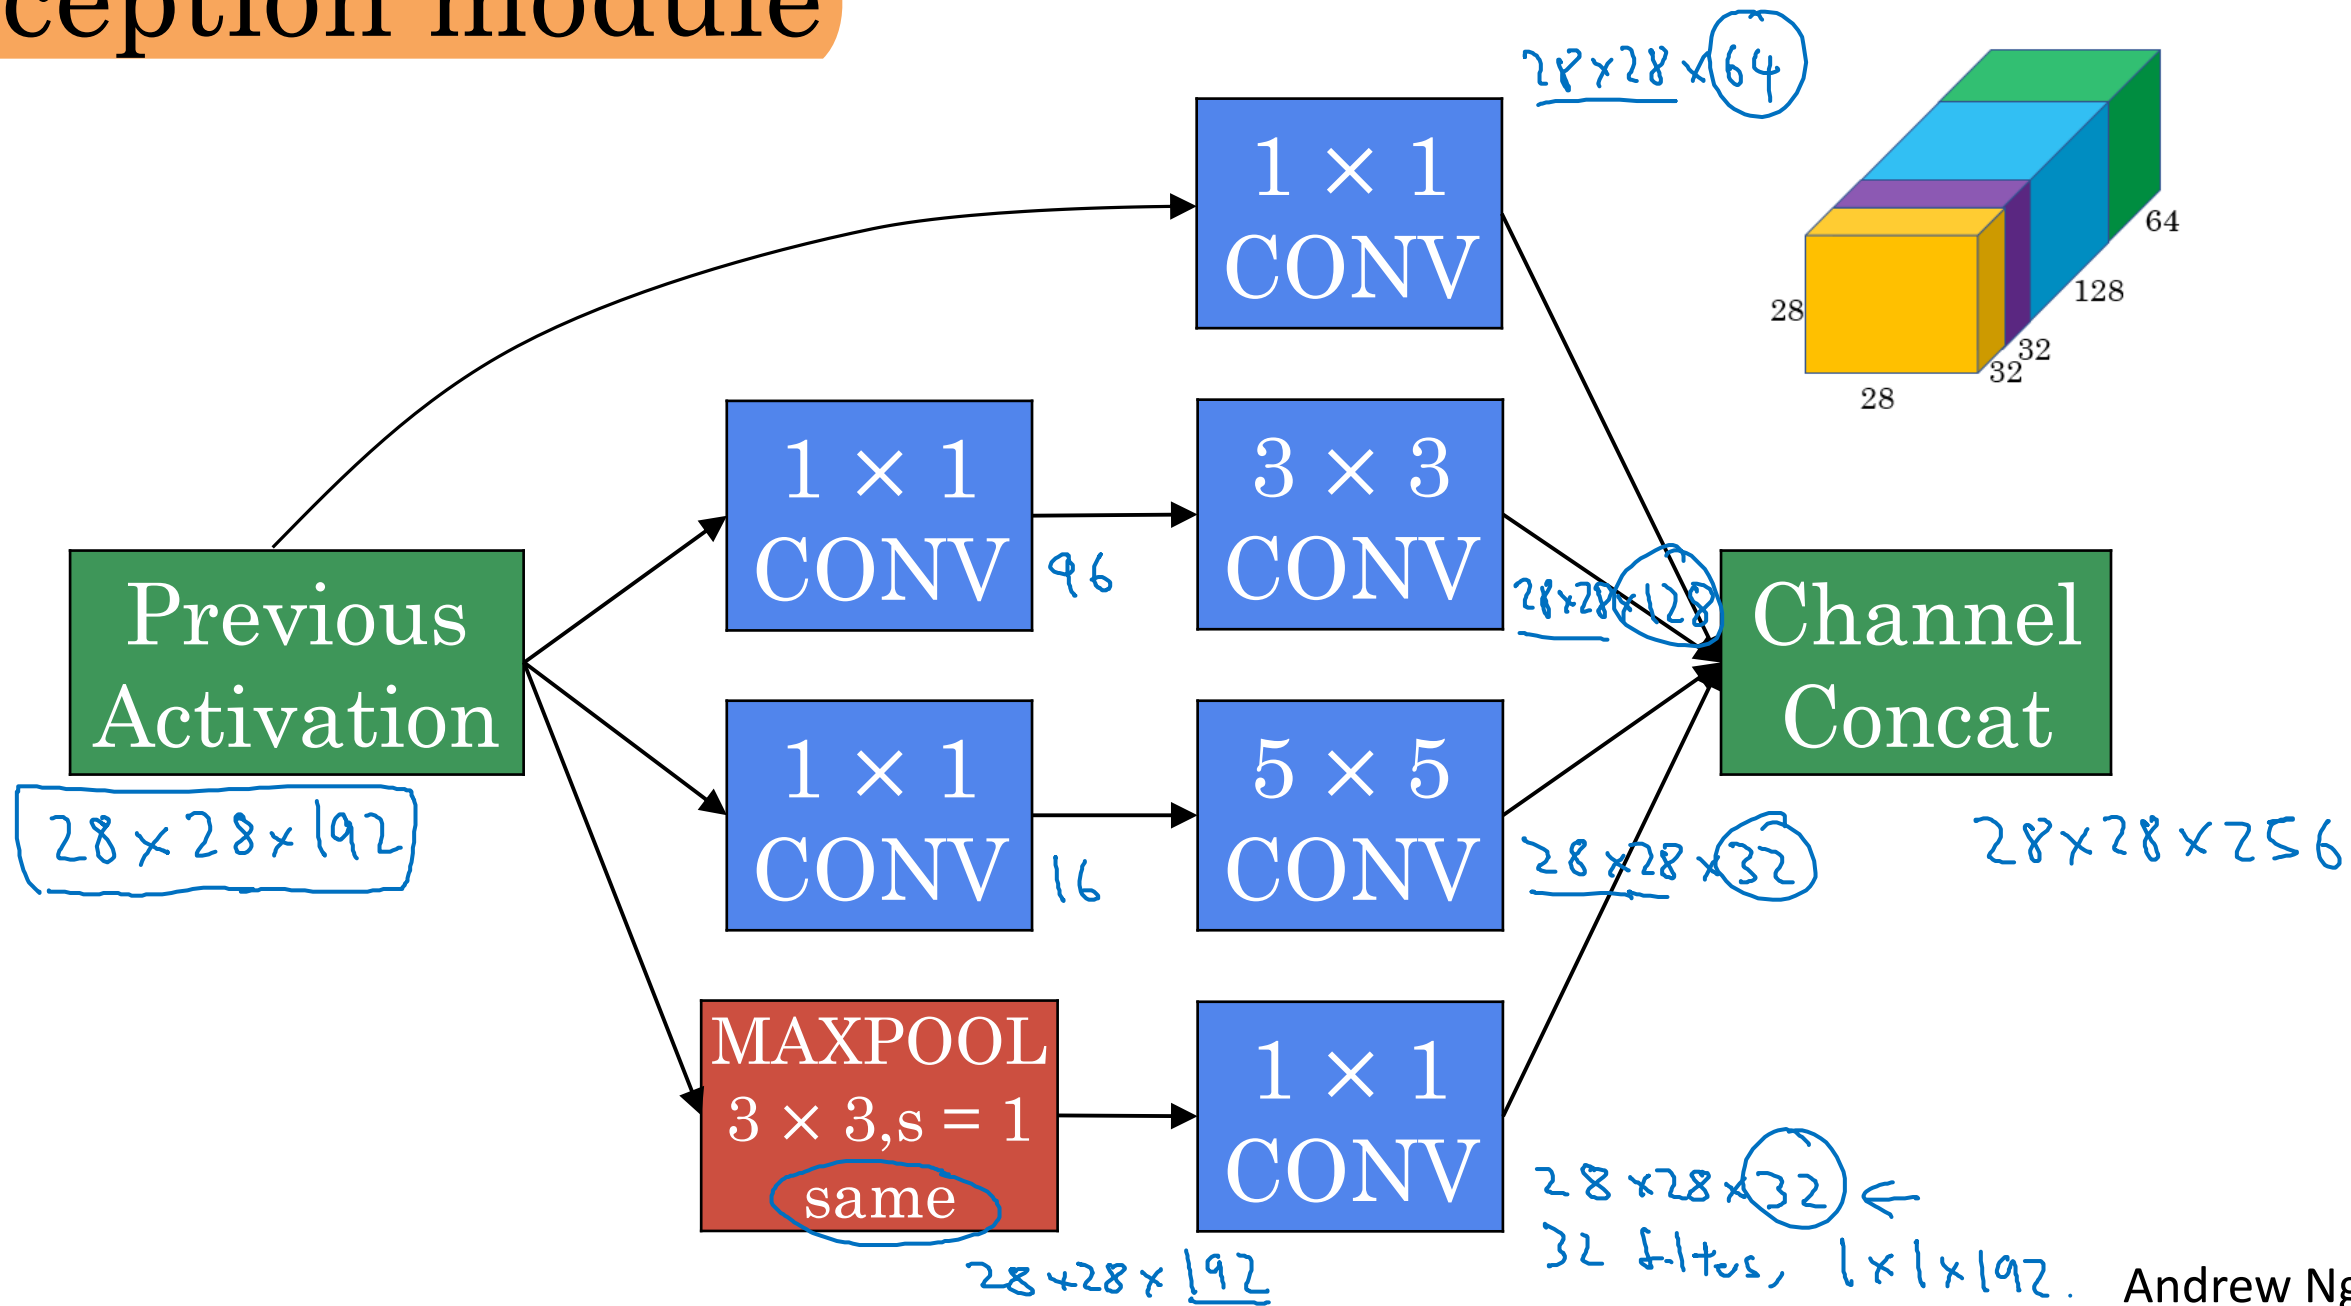 ception module
28×28×64
1 × 1
CONV
64
128
32
32
28
28
1 × 1
CONV
96
3 × 3
CONV
28×28×128
Previous
Activation
28×28×192
Channel
Concat
28×28×256
1 × 1
CONV
16
5 × 5
CONV
28×28×32
MAXPOOL
3 × 3,s = 1
same
28×28×192
1 × 1
CONV
28×28×32 ←
32 filters, 1×1×192.
Andrew Ng